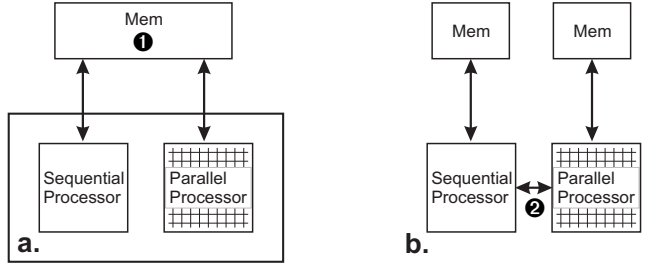 Mem
❶
Sequential
Processor
Parallel
Processor
a.
Mem
Mem
Sequential
Processor
❷
Parallel
Processor
b.